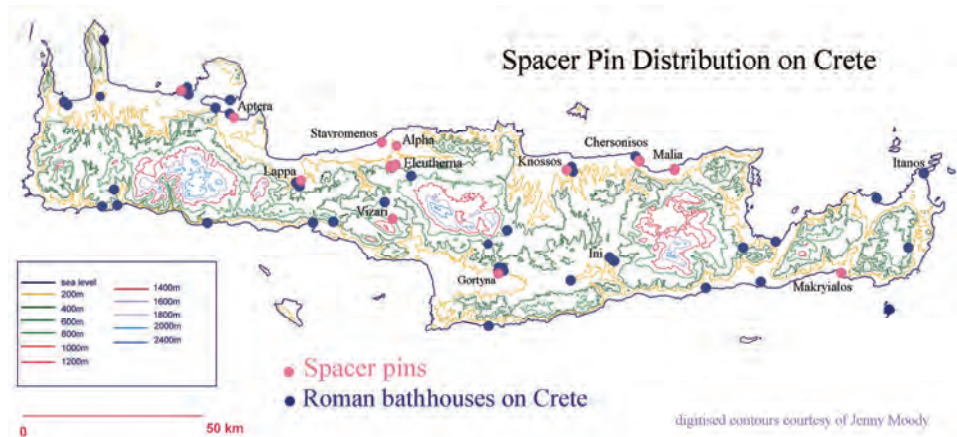 Spacer Pin Distribution on Crete
Aptera
Stavromenos
Alpha
Chersonisos
Eleutherna
Knossos
Malia
Itanos
Lappa
Vizari
Ini
Gortyna
Makryialos
sea level
200m
400m
600m
800m
1000m
1200m
1400m
1600m
1800m
2000m
2400m
Spacer pins
Roman bathhouses on Crete
0
50 km
digitised contours courtesy of Jenny Moody